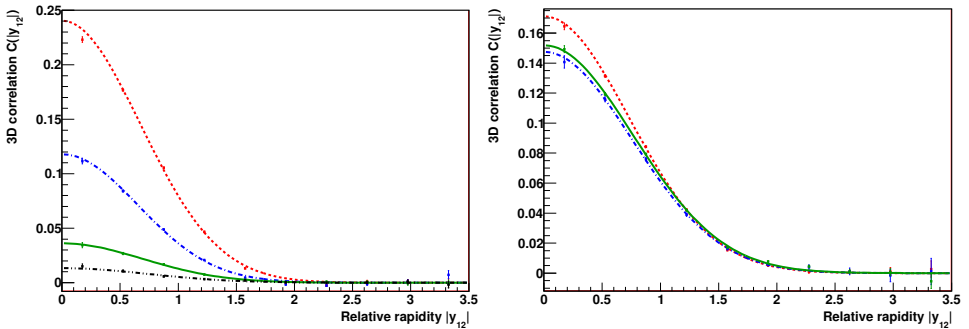 3D correlation C(|y12|)
0.25
0.2
0.15
0.1
0.05
0
0 0.5 1 1.5 2 2.5 3 3.5
Relative rapidity |y12|
3D correlation C(|y12|)
0.16
0.14
0.12
0.1
0.08
0.06
0.04
0.02
0
0 0.5 1 1.5 2 2.5 3 3.5
Relative rapidity |y12|